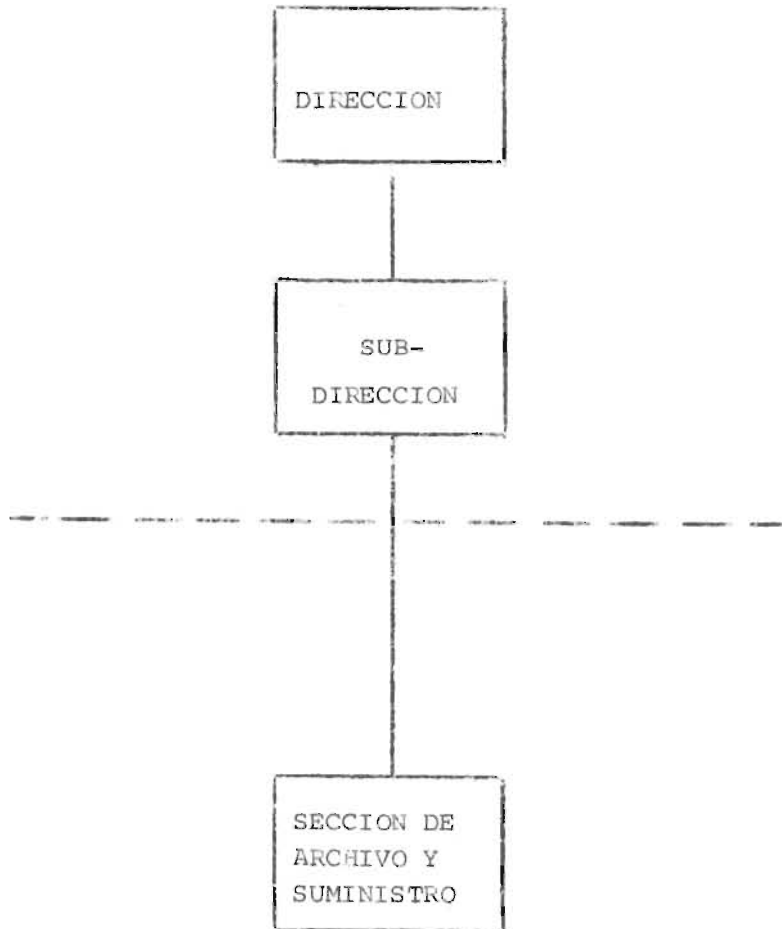 DIRECCION
SUB-
DIRECCION
SECCION DE
ARCHIVO Y
SUMINISTRO